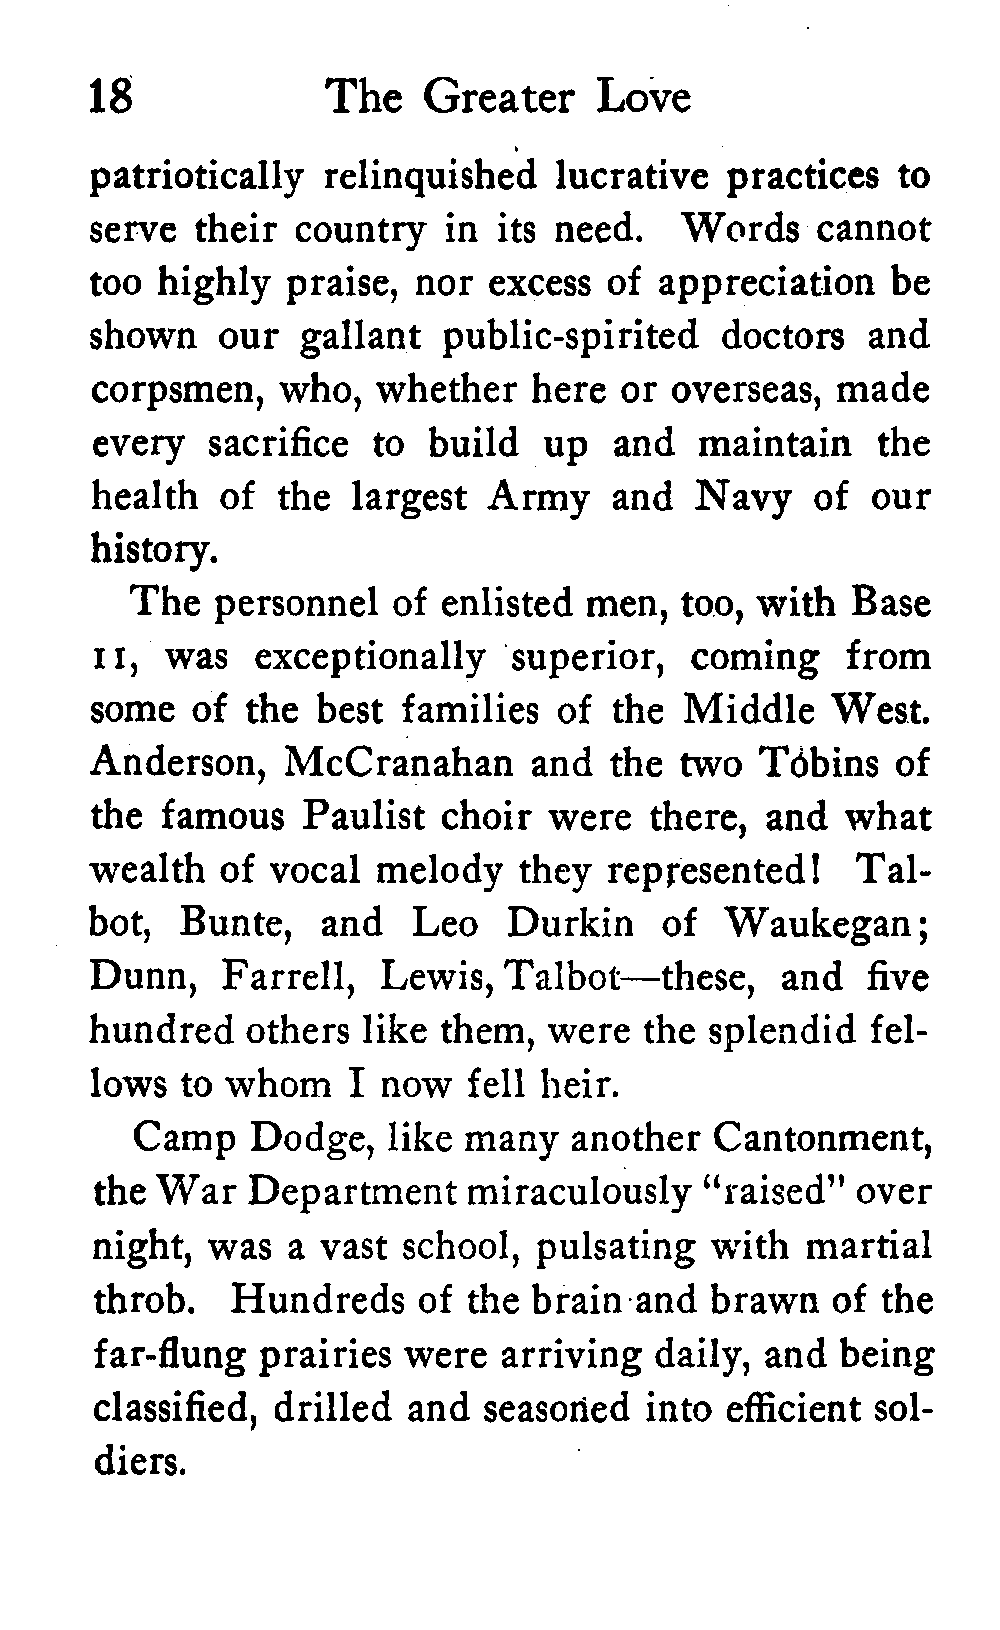 18 The Greater Love
patriotically relinquished lucrative practices to
serve their country in its need. Words cannot
too highly praise, nor excess of appreciation be
shown our gallant public-spirited doctors and
corpsmen, who, whether here or overseas, made
every sacrifice to build up and maintain the
health of the largest Army and Navy of our
history.
The personnel of enlisted men, too, with Base
11, was exceptionally superior, coming from
some of the best families of the Middle West.
Anderson, McCranahan and the two Tobins of
the famous Paulist choir were there, and what
wealth of vocal melody they represented! Tal-
bot, Bunte, and Leo Durkin of Waukegan;
Dunn, Farrell, Lewis, Talbot—these, and five
hundred others like them, were the splendid fel-
lows to whom I now fell heir.
Camp Dodge, like many another Cantonment,
the War Department miraculously "raised" over
night, was a vast school, pulsating with martial
throb. Hundreds of the brain and brawn of the
far-flung prairies were arriving daily, and being
classified, drilled and seasoned into efficient sol-
diers.